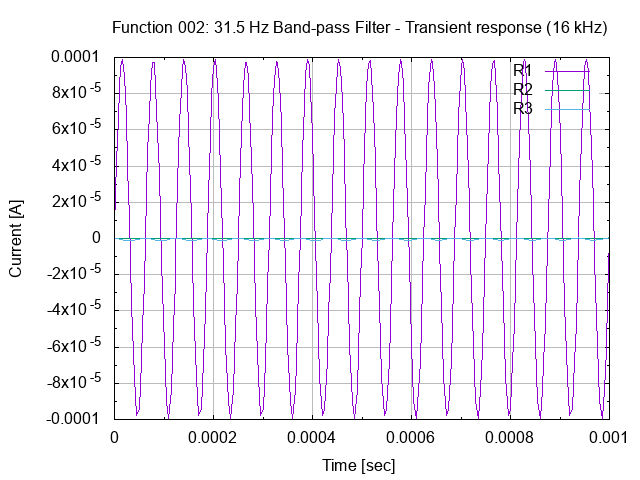 Function 002: 31.5 Hz Band-pass Filter - Transient response (16 kHz)
0.0001
8x10⁻⁵
6x10⁻⁵
4x10⁻⁵
2x10⁻⁵
0
-2x10⁻⁵
-4x10⁻⁵
-6x10⁻⁵
-8x10⁻⁵
-0.0001
Current [A]
R1
R2
R3
0 0.0002 0.0004 0.0006 0.0008 0.001
Time [sec]